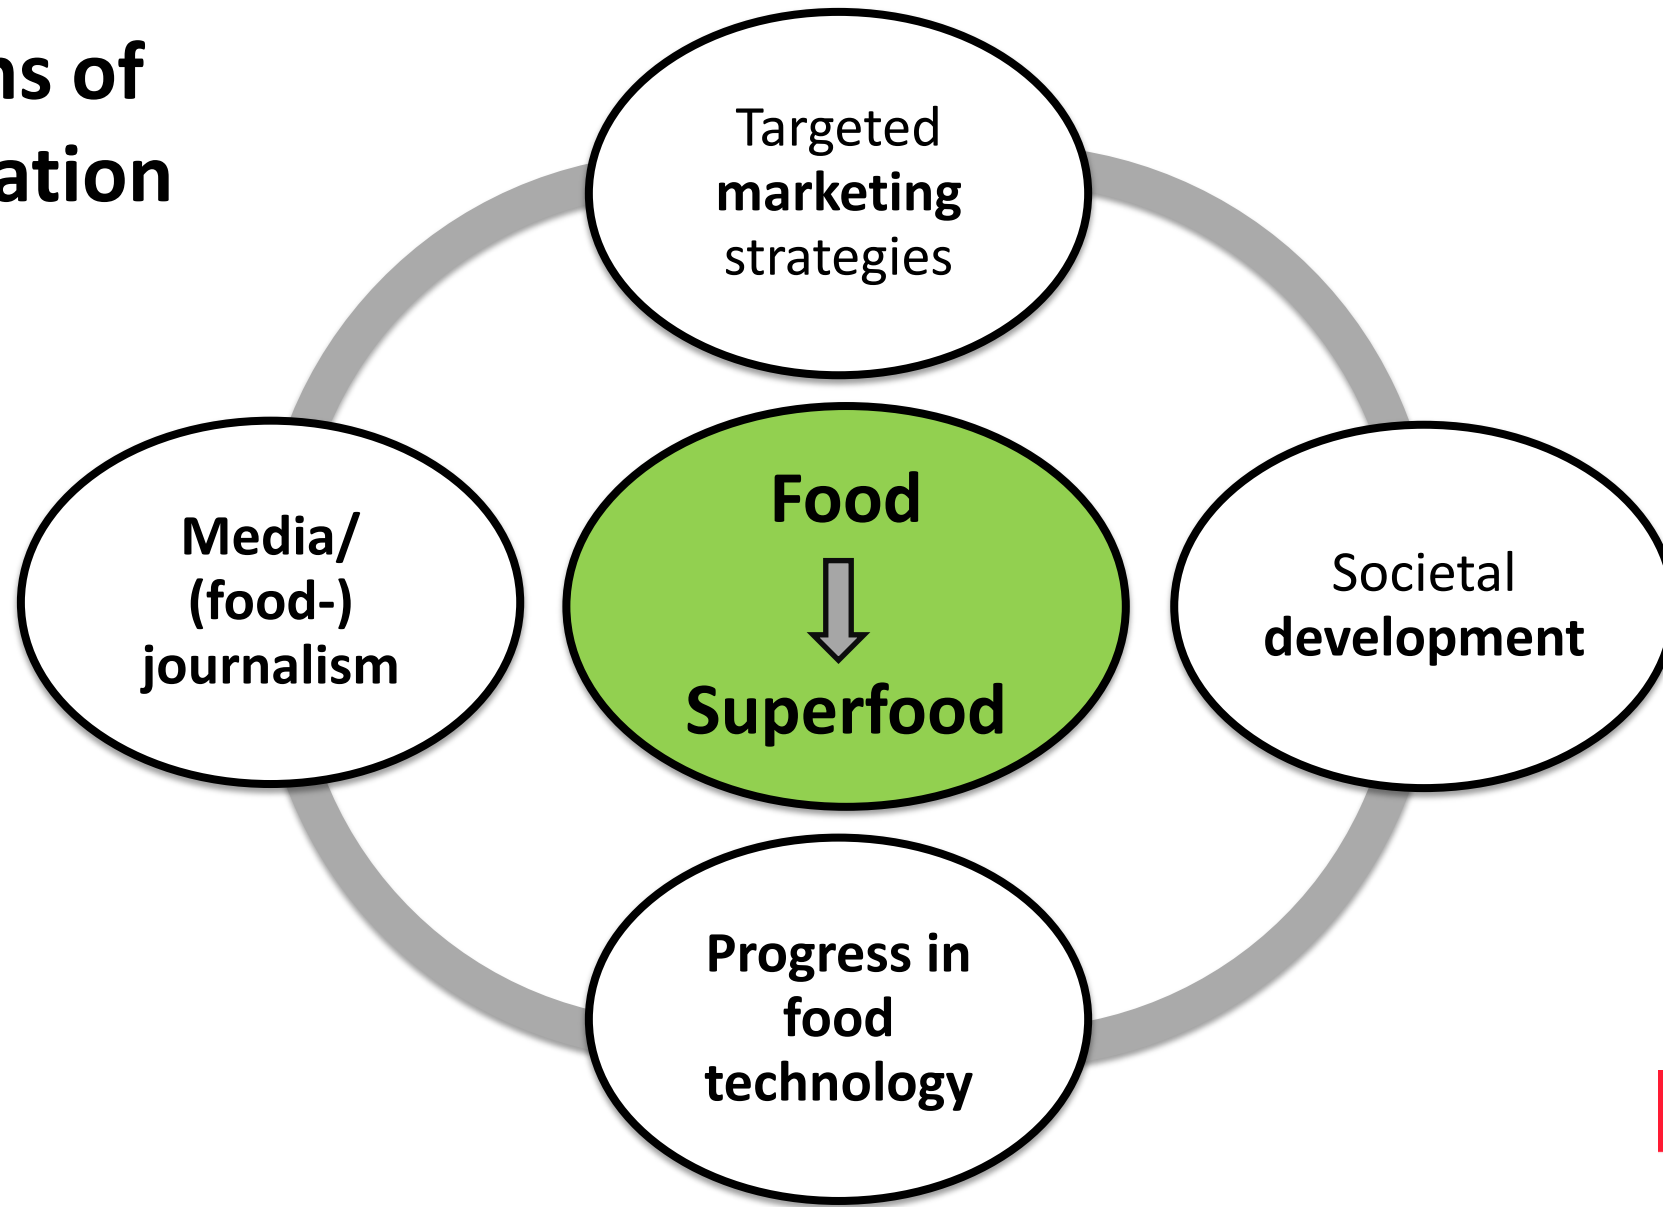 ns of
ation
Targeted
marketing
strategies
Media/
(food-)
journalism
Food
Superfood
Societal
development
Progress in
food
technology